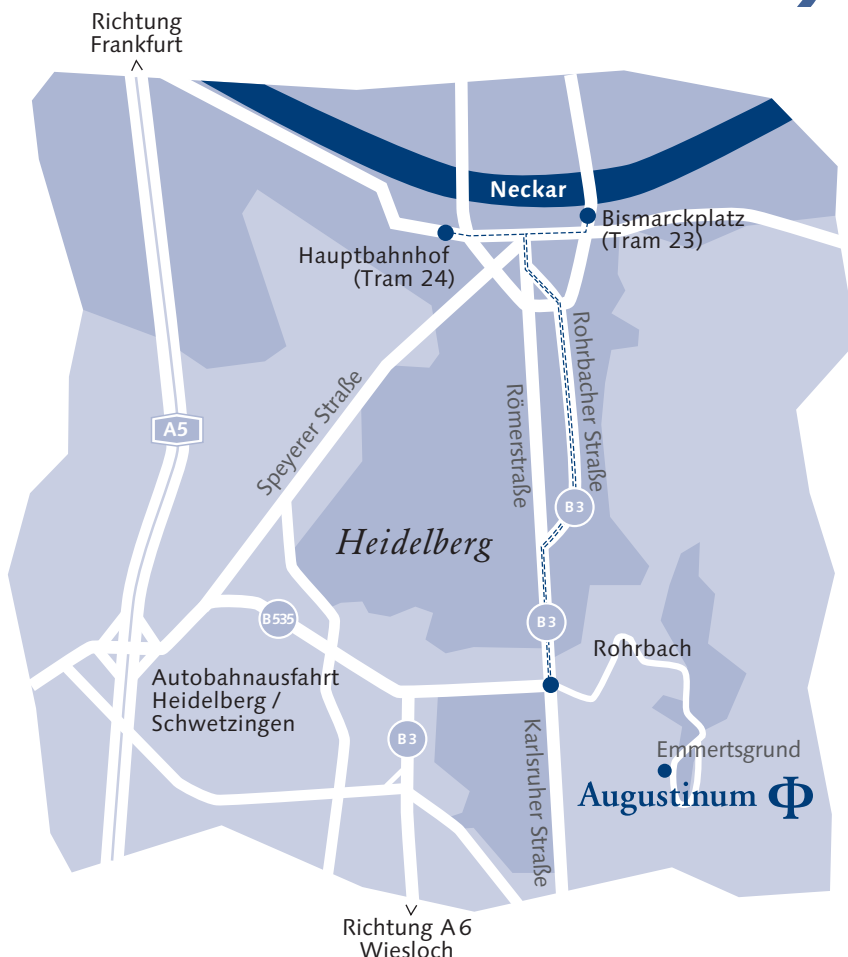 Richtung
Frankfurt
Neckar
Bismarckplatz
(Tram 23)
Hauptbahnhof
(Tram 24)
Rohrbacher Straße
Römerstraße
Speyerer Straße
A5
B3
Heidelberg
B535
B3
Rohrbach
Autobahnausfahrt
Heidelberg /
Schwetzingen
B3
Karlsruher Straße
Emmertsgrund
Augustinum Φ
Richtung A6
Wiesloch